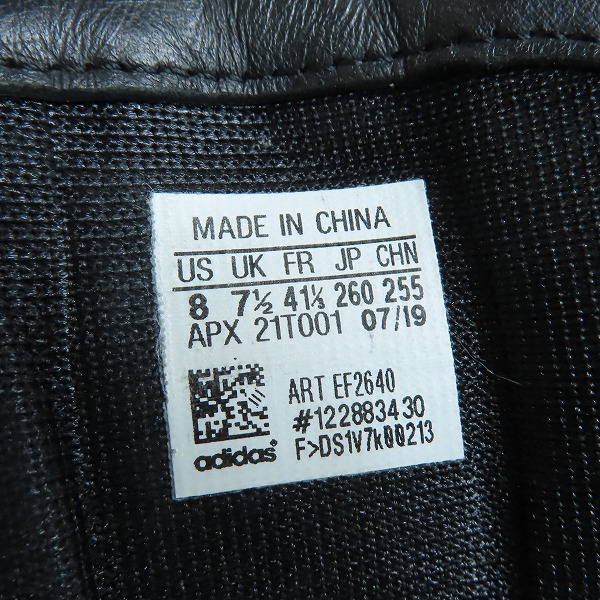 MADE IN CHINA
US UK FR JP CHN
8 7½ 41⅓ 260 255
APX 21T001 07/19
ART EF2640
#122883430
adidas F>DS1V7k00213